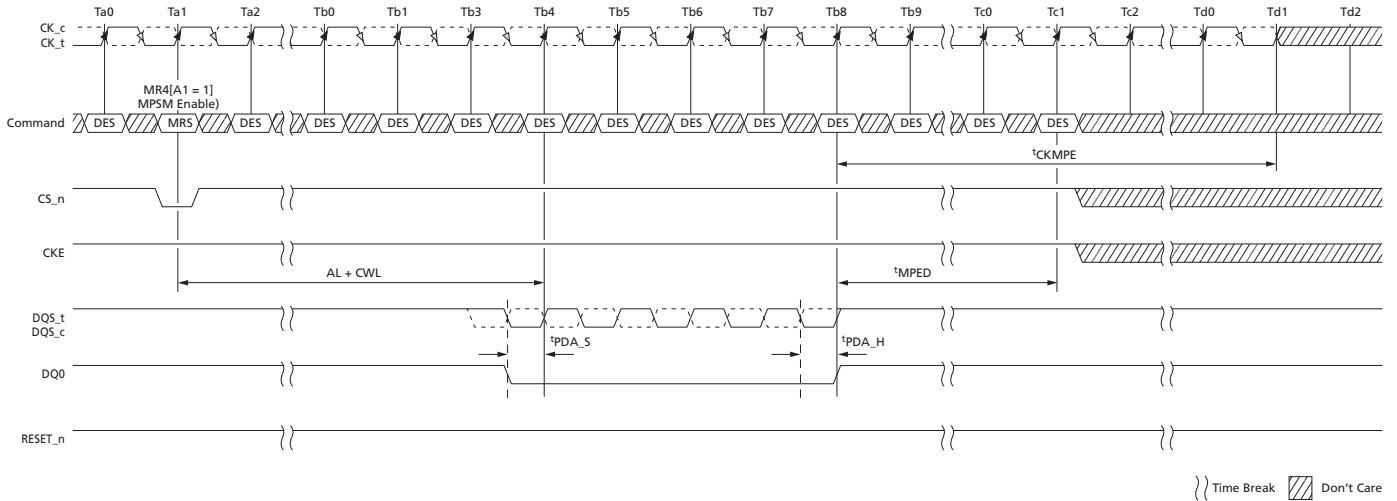 Ta0 Ta1 Ta2 Tb0 Tb1 Tb3 Tb4 Tb5 Tb6 Tb7 Tb8 Tb9 Tc0 Tc1 Tc2 Td0 Td1 Td2
CK_c
CK_t
MR4[A1 = 1]
MPSM Enable)
Command DES MRS DES DES DES DES DES DES DES DES DES DES DES DES
tCKMPE
CS_n
CKE
AL + CWL tMPED
DQS_t
DQS_c
tPDA_S tPDA_H
DQ0
RESET_n
Time Break Don't Care